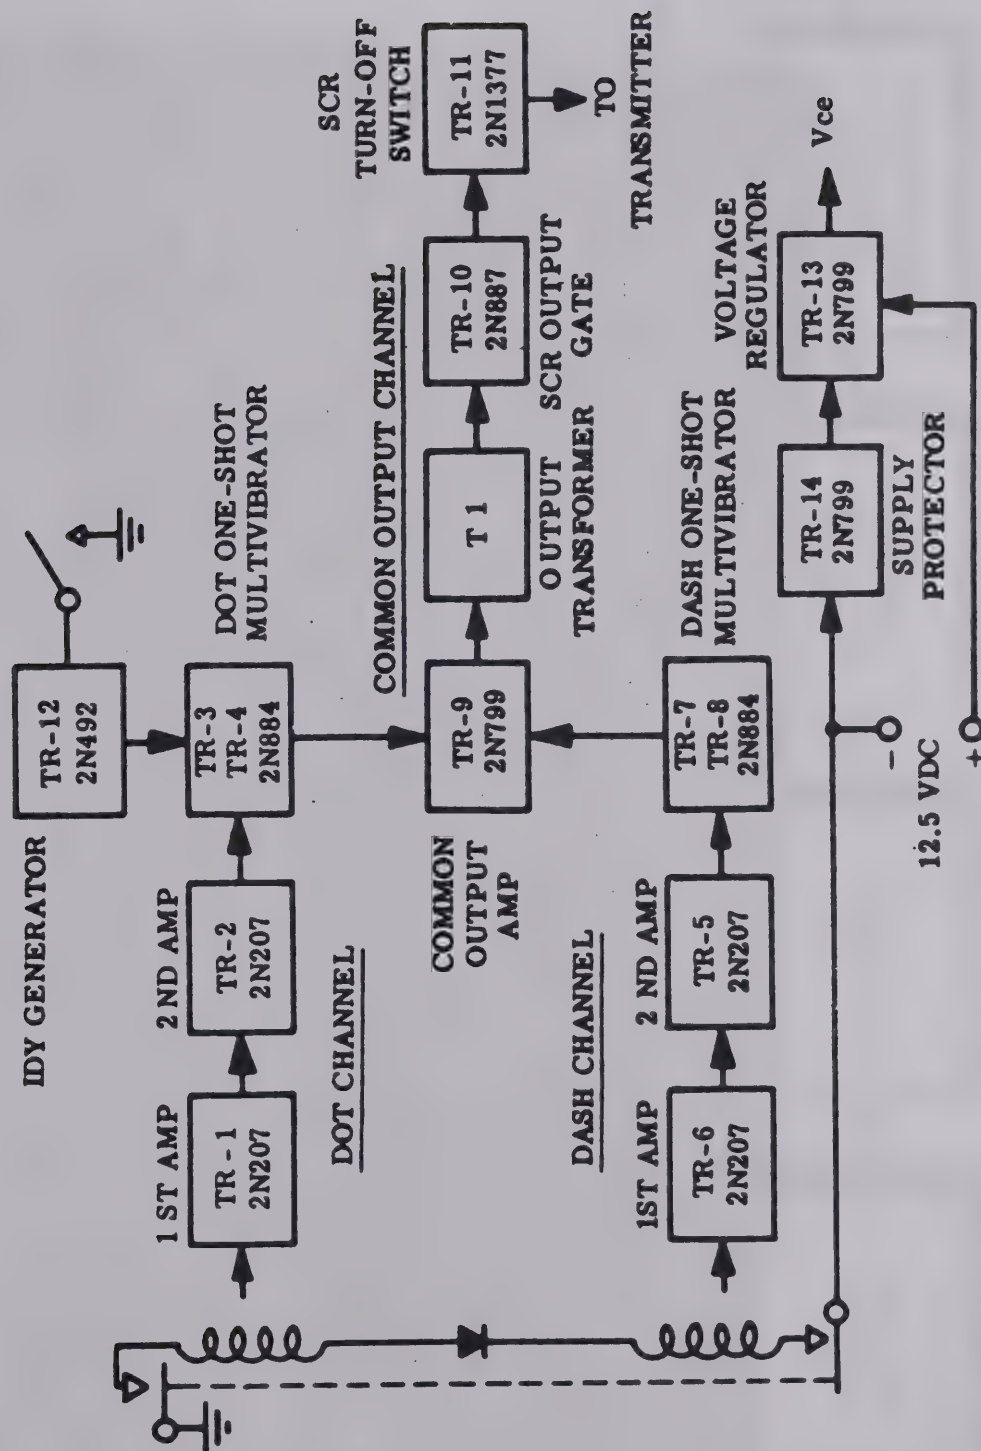 IDY GENERATOR
TR-12
2N492
1 ST AMP
TR - 1
2N207
2 ND AMP
TR-2
2N207
TR-3
TR-4
2N884
DOT ONE-SHOT
MULTIVIBRATOR
DOT CHANNEL
COMMON OUTPUT CHANNEL
COMMON
OUTPUT
AMP
TR-9
2N799
T 1
OUTPUT
TRANSFORMER
TR-10
2N887
SCR OUTPUT
GATE
SCR
TURN-OFF
SWITCH
TR-11
2N1377
TO
TRANSMITTER
DASH CHANNEL
1ST AMP
TR-6
2N207
2 ND AMP
TR-5
2N207
TR-7
TR-8
2N884
DASH ONE-SHOT
MULTIVIBRATOR
TR-14
2N799
SUPPLY
PROTECTOR
VOLTAGE
REGULATOR
TR-13
2N799
Vce
-
12.5 VDC
+